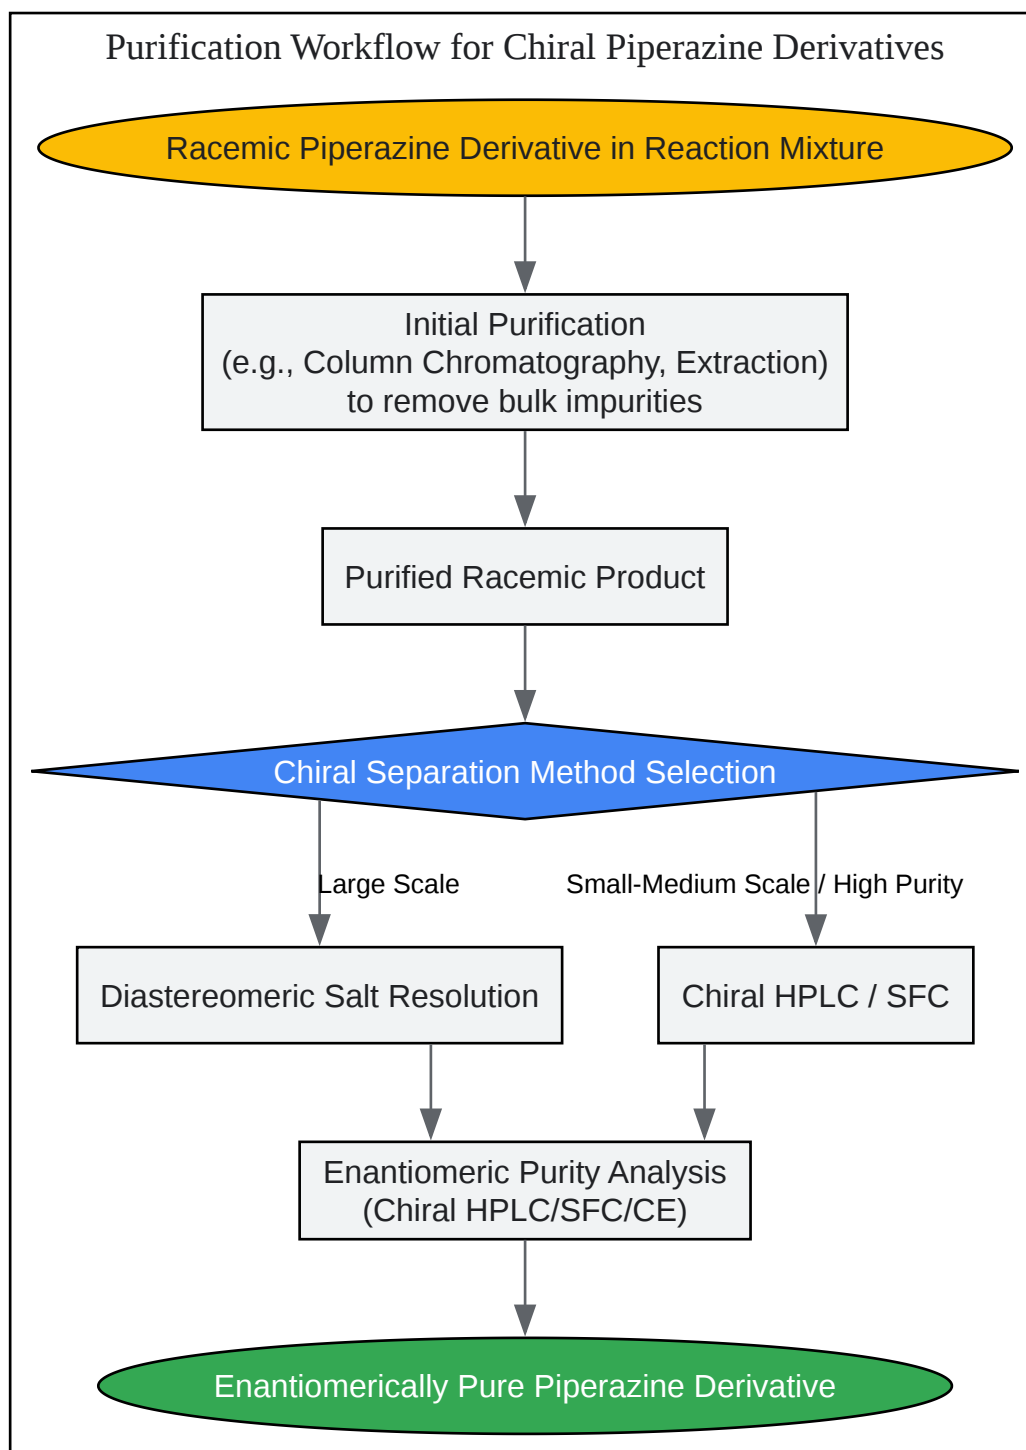 Purification Workflow for Chiral Piperazine Derivatives
Racemic Piperazine Derivative in Reaction Mixture
Initial Purification
(e.g., Column Chromatography, Extraction)
to remove bulk impurities
Purified Racemic Product
Chiral Separation Method Selection
Large Scale
Small-Medium Scale / High Purity
Diastereomeric Salt Resolution
Chiral HPLC / SFC
Enantiomeric Purity Analysis
(Chiral HPLC/SFC/CE)
Enantiomerically Pure Piperazine Derivative